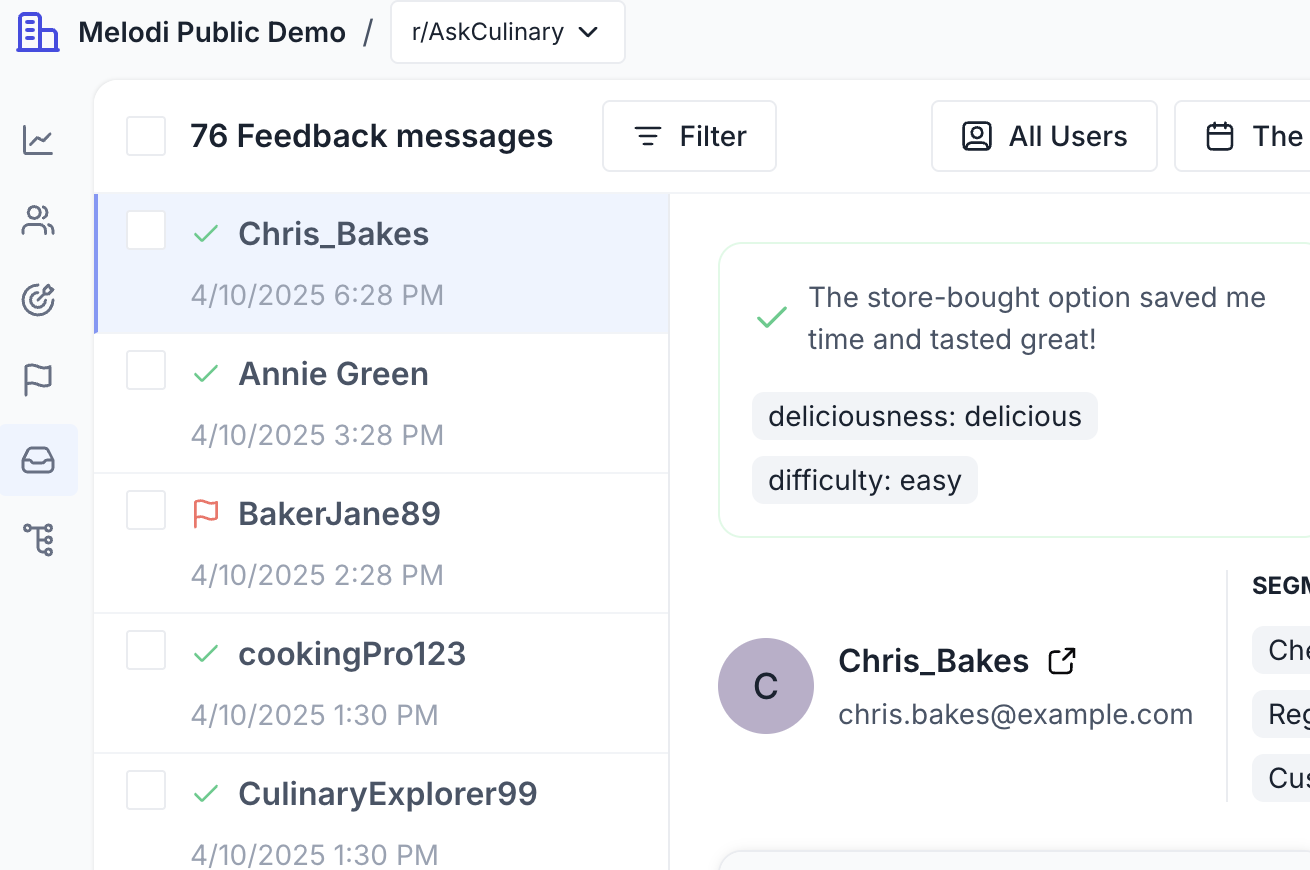 Melodi Public Demo / r/AskCulinary
76 Feedback messages
Filter
All Users
The
Chris_Bakes
4/10/2025 6:28 PM
Annie Green
4/10/2025 3:28 PM
BakerJane89
4/10/2025 2:28 PM
cookingPro123
4/10/2025 1:30 PM
CulinaryExplorer99
4/10/2025 1:30 PM
The store-bought option saved me
time and tasted great!
deliciousness: delicious
difficulty: easy
C
Chris_Bakes
chris.bakes@example.com
SEGM
Che
Reg
Cus